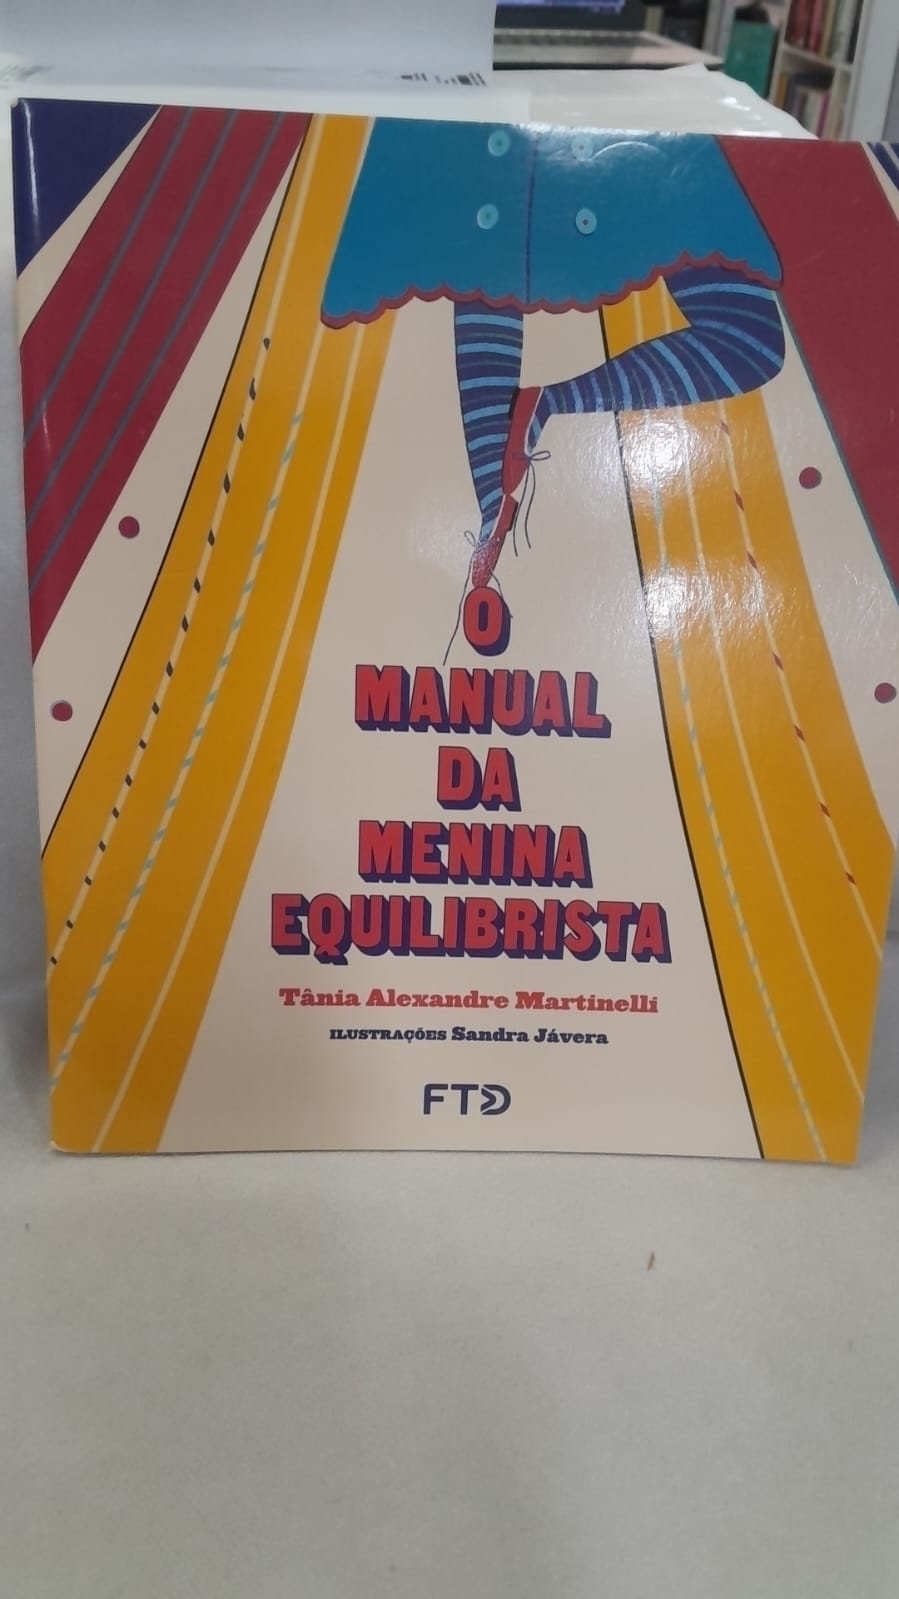 O
MANUAL
DA
MENINA
EQUILIBRISTA
Tânia Alexandre Martinelli
ILUSTRAÇÕES Sandra Jávera
FTD